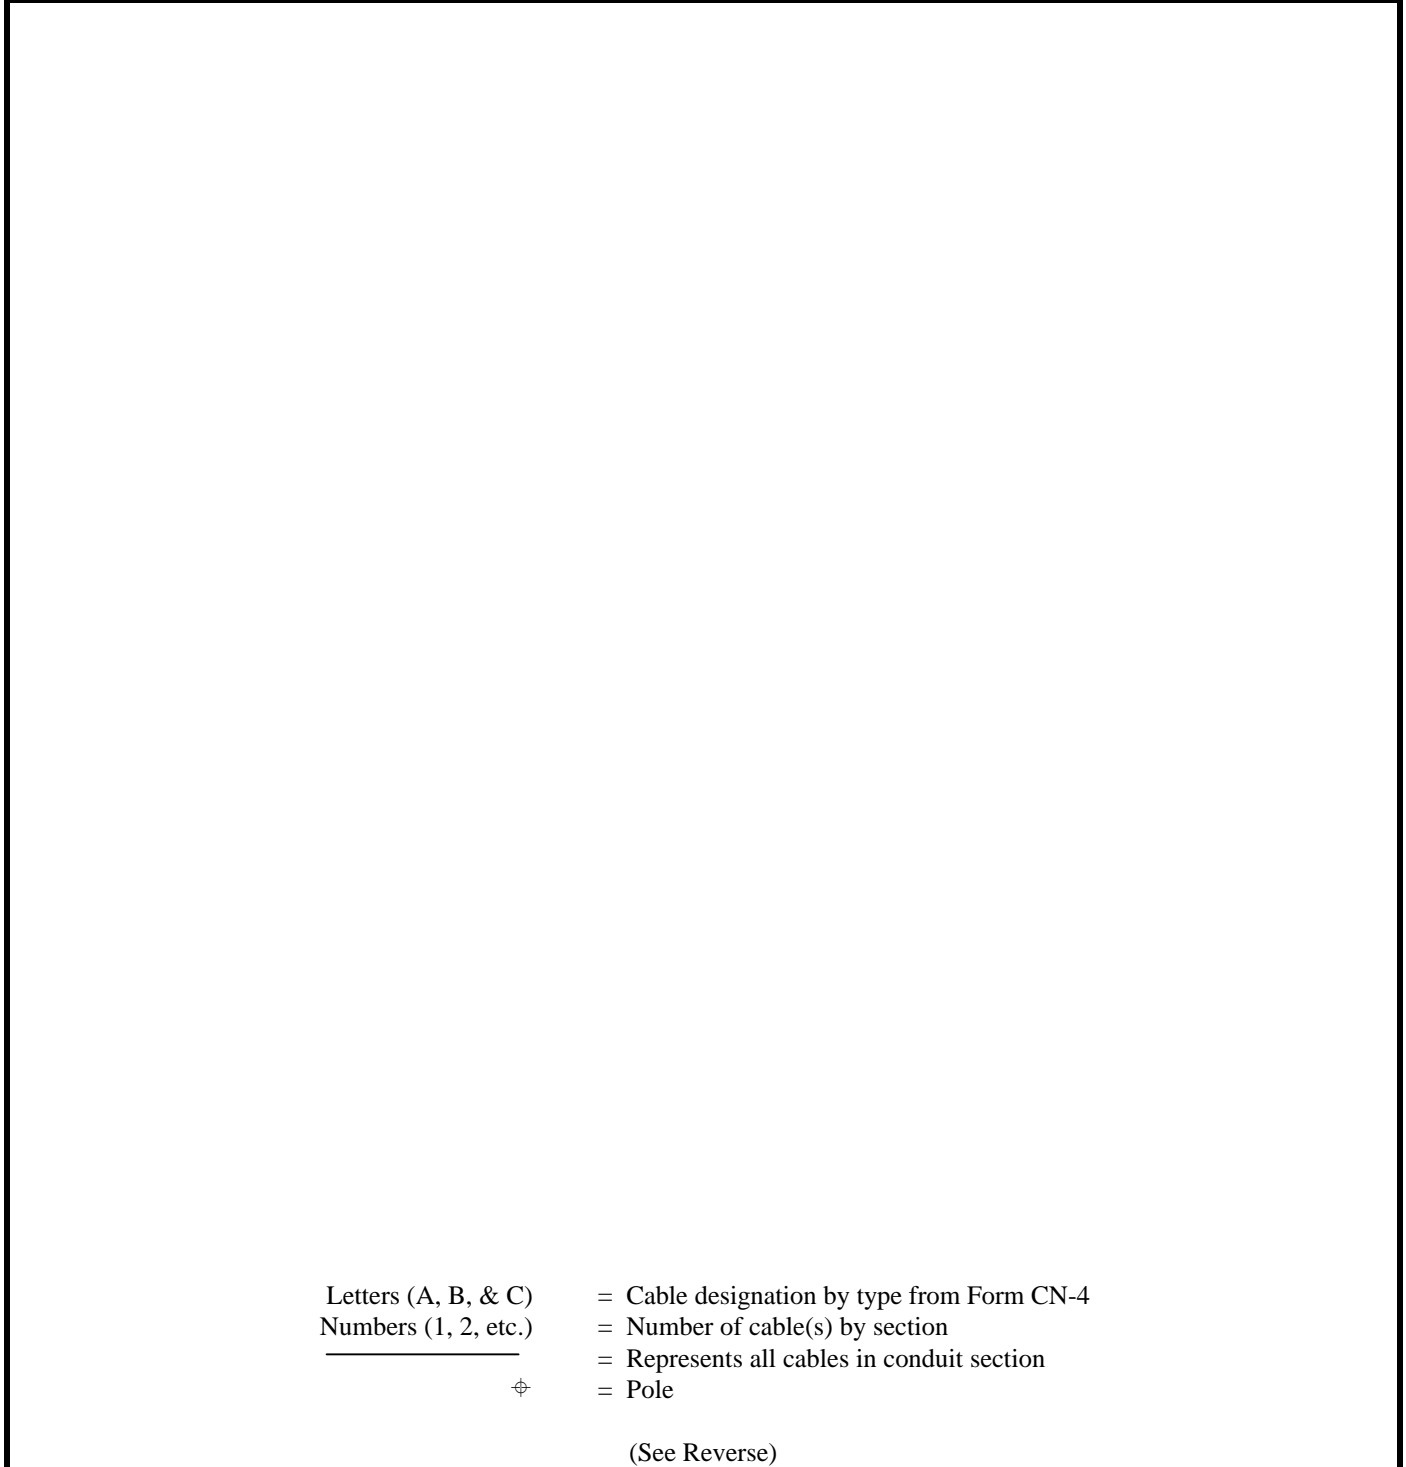 Letters (A, B, & C) = Cable designation by type from Form CN-4
Numbers (1, 2, etc.) = Number of cable(s) by section
= Represents all cables in conduit section
⌖ = Pole
(See Reverse)